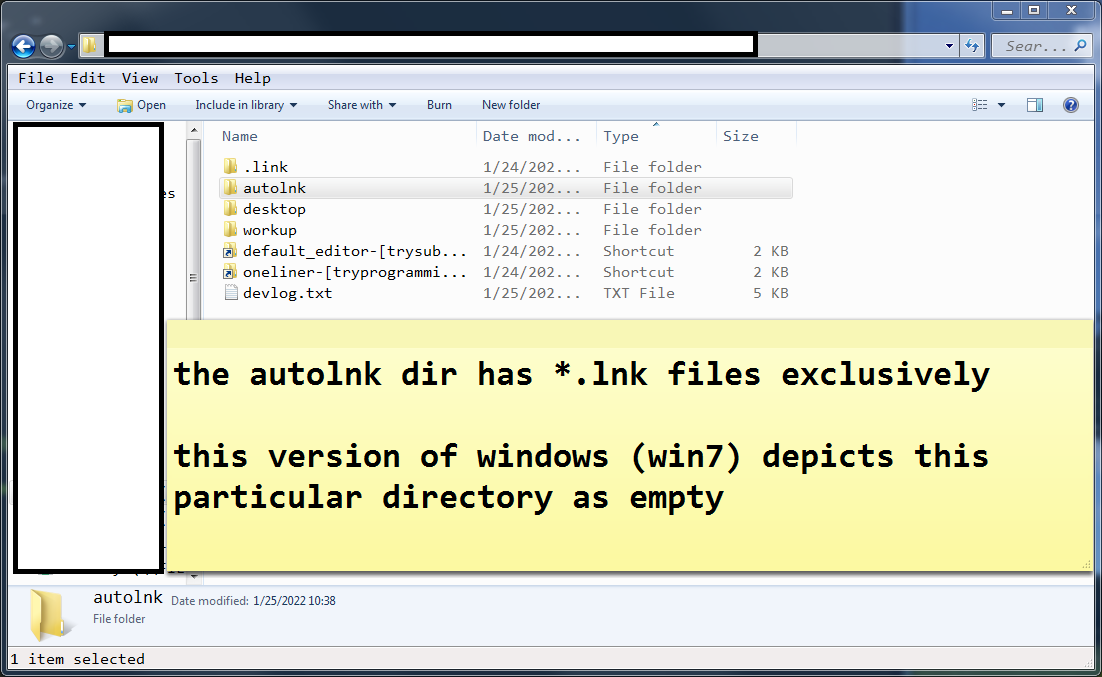 Sear...
File Edit View Tools Help
Organize Open Include in library Share with Burn New folder
Name Date mod... Type Size
.link 1/24/202... File folder
autolnk 1/25/202... File folder
desktop 1/25/202... File folder
workup 1/25/202... File folder
default_editor-[trysub... 1/24/202... Shortcut 2 KB
oneliner-[tryprogrammi... 1/24/202... Shortcut 2 KB
devlog.txt 1/25/202... TXT File 5 KB
the autolnk dir has *.lnk files exclusively
this version of windows (win7) depicts this
particular directory as empty
autolnk Date modified: 1/25/2022 10:38
File folder
1 item selected